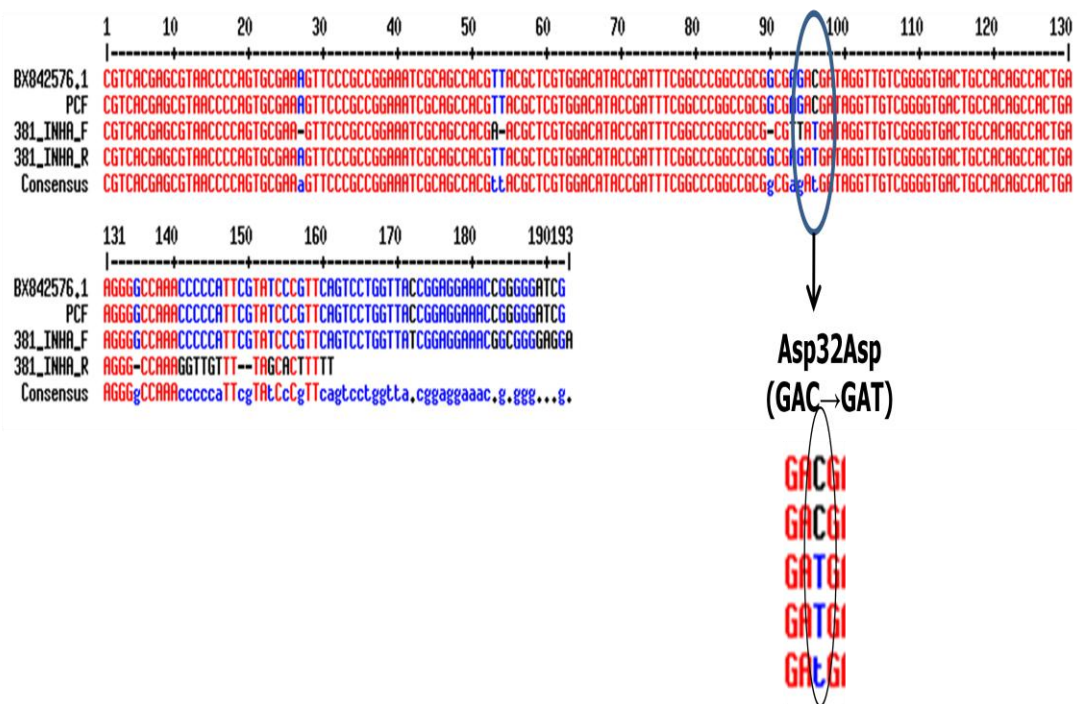 1 10 20 30 40 50 60 70 80 90 100 110 120 130
BX842576.1 CGTCACGAGCGTAACCCCAGTGCGAAAGTTCCCGCCGGAAATCGCAGCCACGTTACGCTCGTGGACATACCGATTTCGGCCCGGCCGCGGCGAGACGATAGGTTGTCGGGGTGACTGCCACAGCCACTGA
PCF CGTCACGAGCGTAACCCCAGTGCGAAAGTTCCCGCCGGAAATCGCAGCCACGTTACGCTCGTGGACATACCGATTTCGGCCCGGCCGCGGCGAGACGATAGGTTGTCGGGGTGACTGCCACAGCCACTGA
381_INHA_F CGTCACGAGCGTAACCCCAGTGCGAA-GTTCCCGCCGGAAATCGCAGCCACGA-ACGCTCGTGGACATACCGATTTCGGCCCGGCCGCG-CGTTATGATAGGTTGTCGGGGTGACTGCCACAGCCACTGA
381_INHA_R CGTCACGAGCGTAACCCCAGTGCGAAAGTTCCCGCCGGAAATCGCAGCCACGTTACGCTCGTGGACATACCGATTTCGGCCCGGCCGCGGCGAGATGATAGGTTGTCGGGGTGACTGCCACAGCCACTGA
Consensus CGTCACGAGCGTAACCCCAGTGCGAAaGTTCCCGCCGGAAATCGCAGCCACGttACGCTCGTGGACATACCGATTTCGGCCCGGCCGCGgCGagAtGATAGGTTGTCGGGGTGACTGCCACAGCCACTGA
131 140 150 160 170 180 190193
BX842576.1 AGGGGCCAAACCCCCATTCGTATCCCGTTCAGTCCTGGTTACCGGAGGAAACCGGGGGATCG
PCF AGGGGCCAAACCCCCATTCGTATCCCGTTCAGTCCTGGTTACCGGAGGAAACCGGGGGATCG
381_INHA_F AGGGGCCAAACCCCCATTCGTATCCCGTTCAGTCCTGGTTATCGGAGGAAACGGCGGGGAGGA
381_INHA_R AGGG-CCAAAGGTTGTTT--TAGCACTTTTT
Consensus AGGGgCCAAAcccccaTTcgTAtCcCgTTcagtcctggtta.cggaggaaac.g.ggg...g.
Asp32Asp
(GAC→GAT)
GACG
GACG
GATG
GATG
GAtG